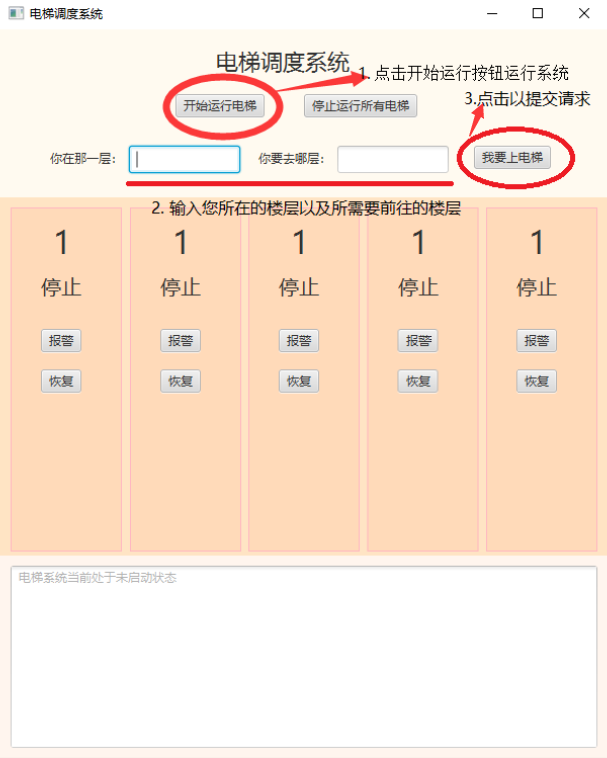 电梯调度系统
电梯调度系统
1. 点击开始运行按钮运行系统
开始运行电梯
停止运行所有电梯
3.点击以提交请求
你在那一层：
你要去哪层：
我要上电梯
2. 输入您所在的楼层以及所需要前往的楼层
1 1 1 1 1
停止 停止 停止 停止 停止
报警 报警 报警 报警 报警
恢复 恢复 恢复 恢复 恢复
电梯系统当前处于未启动状态